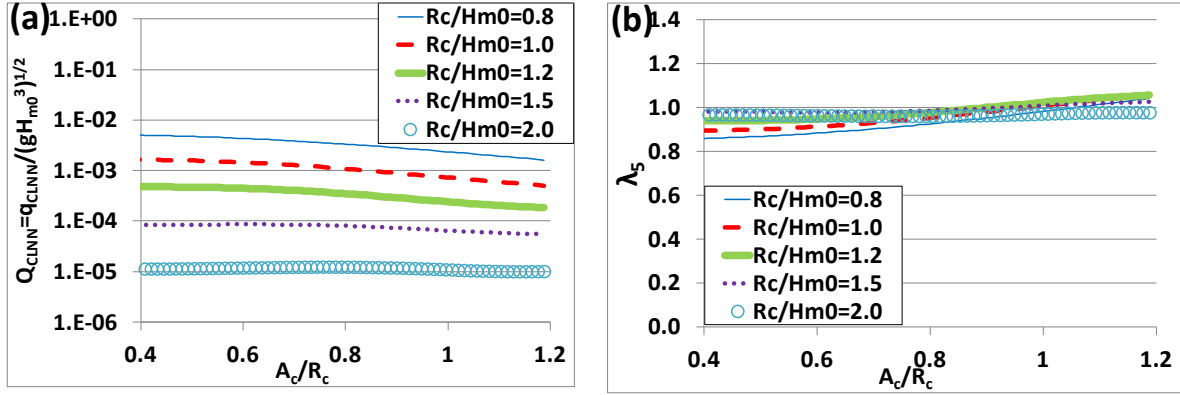 (a)
Q_CLNN=q_CLNN/(gH_m0^3)^1/2
1.E+00
1.E-01
1.E-02
1.E-03
1.E-04
1.E-05
1.E-06
Rc/Hm0=0.8
Rc/Hm0=1.0
Rc/Hm0=1.2
Rc/Hm0=1.5
Rc/Hm0=2.0
0.4 0.6 0.8 1 1.2
A_c/R_c
(b)
λ_5
1.4
1.2
1.0
0.8
0.6
0.4
0.2
0.0
Rc/Hm0=0.8
Rc/Hm0=1.0
Rc/Hm0=1.2
Rc/Hm0=1.5
Rc/Hm0=2.0
0.4 0.6 0.8 1 1.2
A_c/R_c